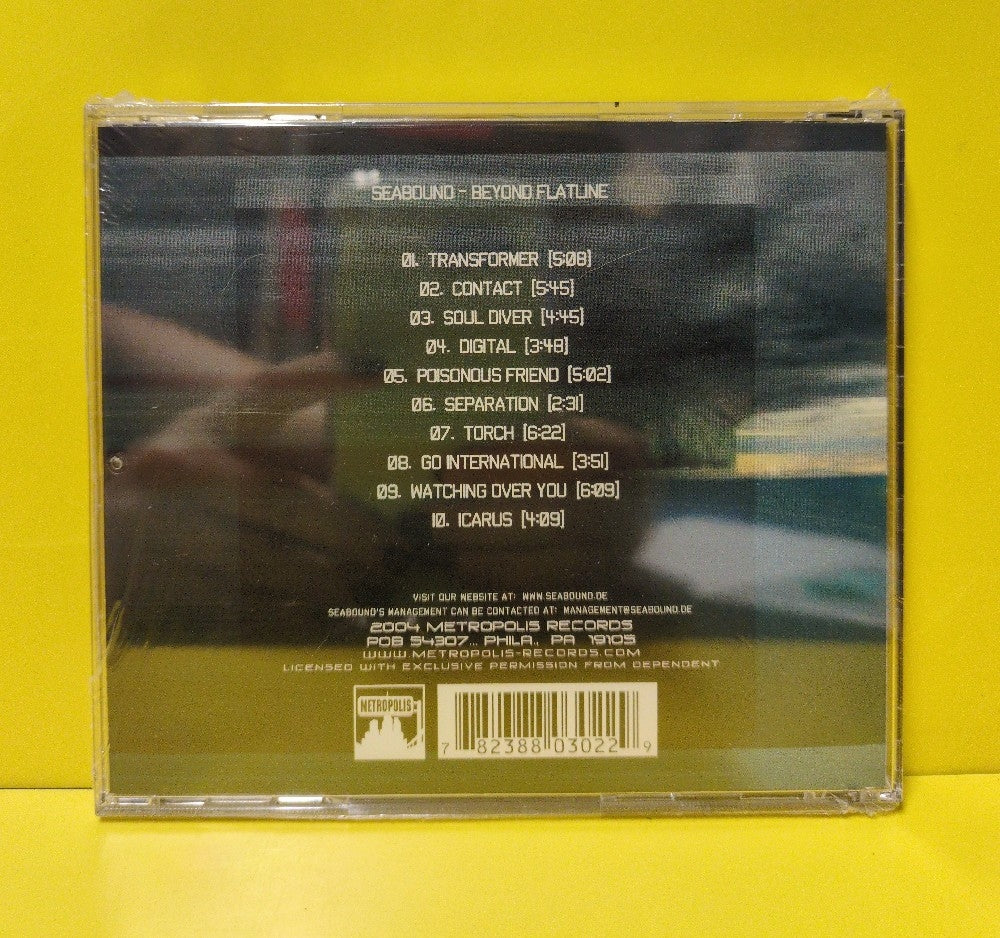 SEABOUND - BEYOND FLATLINE
01. TRANSFORMER [5:08]
02. CONTACT [5:45]
03. SOUL DIVER [4:45]
04. DIGITAL [3:48]
05. POISONOUS FRIEND [5:02]
06. SEPARATION [2:31]
07. TORCH [6:22]
08. GO INTERNATIONAL [3:51]
09. WATCHING OVER YOU [6:09]
10. ICARUS [4:09]
VISIT OUR WEBSITE AT: WWW.SEABOUND.DE
SEABOUND'S MANAGEMENT CAN BE CONTACTED AT: MANAGEMENT@SEABOUND.DE
2004 METROPOLIS RECORDS
POB 54307.. PHILA., PA 19105
WWW.METROPOLIS-RECORDS.COM
LICENSED WITH EXCLUSIVE PERMISSION FROM DEPENDENT
METROPOLIS
7 82388 03022 9